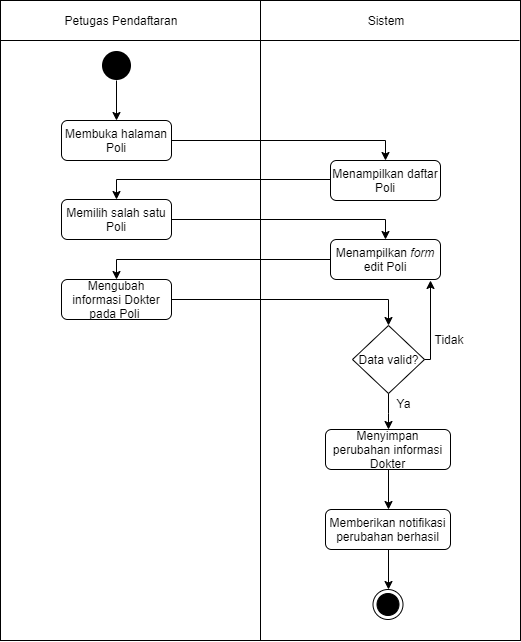 Petugas Pendaftaran
Sistem
Membuka halaman
Poli
Menampilkan daftar
Poli
Memilih salah satu
Poli
Menampilkan form
edit Poli
Mengubah
informasi Dokter
pada Poli
Data valid?
Tidak
Ya
Menyimpan
perubahan informasi
Dokter
Memberikan notifikasi
perubahan berhasil